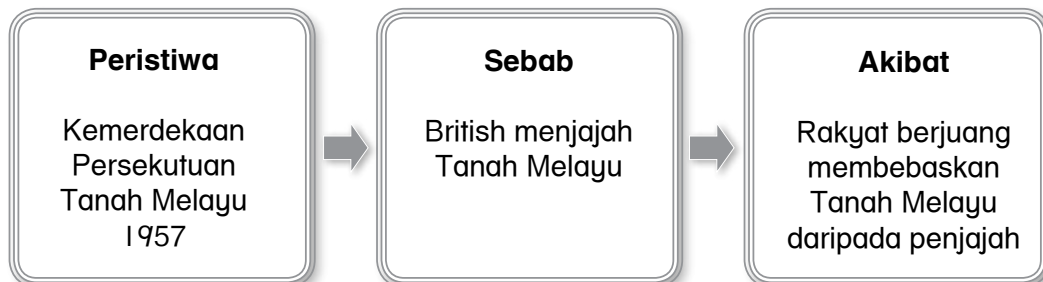 Peristiwa
Kemerdekaan
Persekutuan
Tanah Melayu
1957
Sebab
British menjajah
Tanah Melayu
Akibat
Rakyat berjuang
membebaskan
Tanah Melayu
daripada penjajah